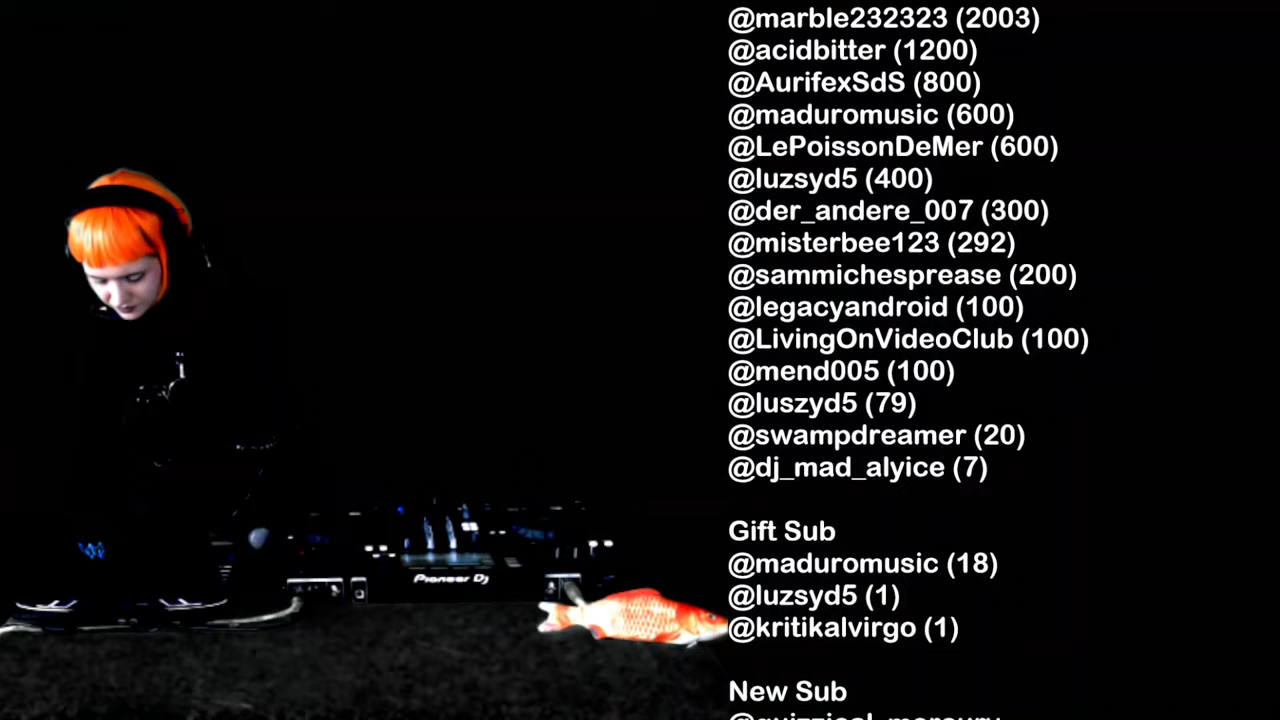 @marble232323 (2003)
@acidbitter (1200)
@AurifexSdS (800)
@maduromusic (600)
@LePoissonDeMer (600)
@luzsyd5 (400)
@der_andere_007 (300)
@misterbee123 (292)
@sammichesprease (200)
@legacyandroid (100)
@LivingOnVideoClub (100)
@mend005 (100)
@luszyd5 (79)
@swampdreamer (20)
@dj_mad_alyice (7)
Gift Sub
@maduromusic (18)
@luzsyd5 (1)
@kritikalvirgo (1)
New Sub
Pioneer Dj